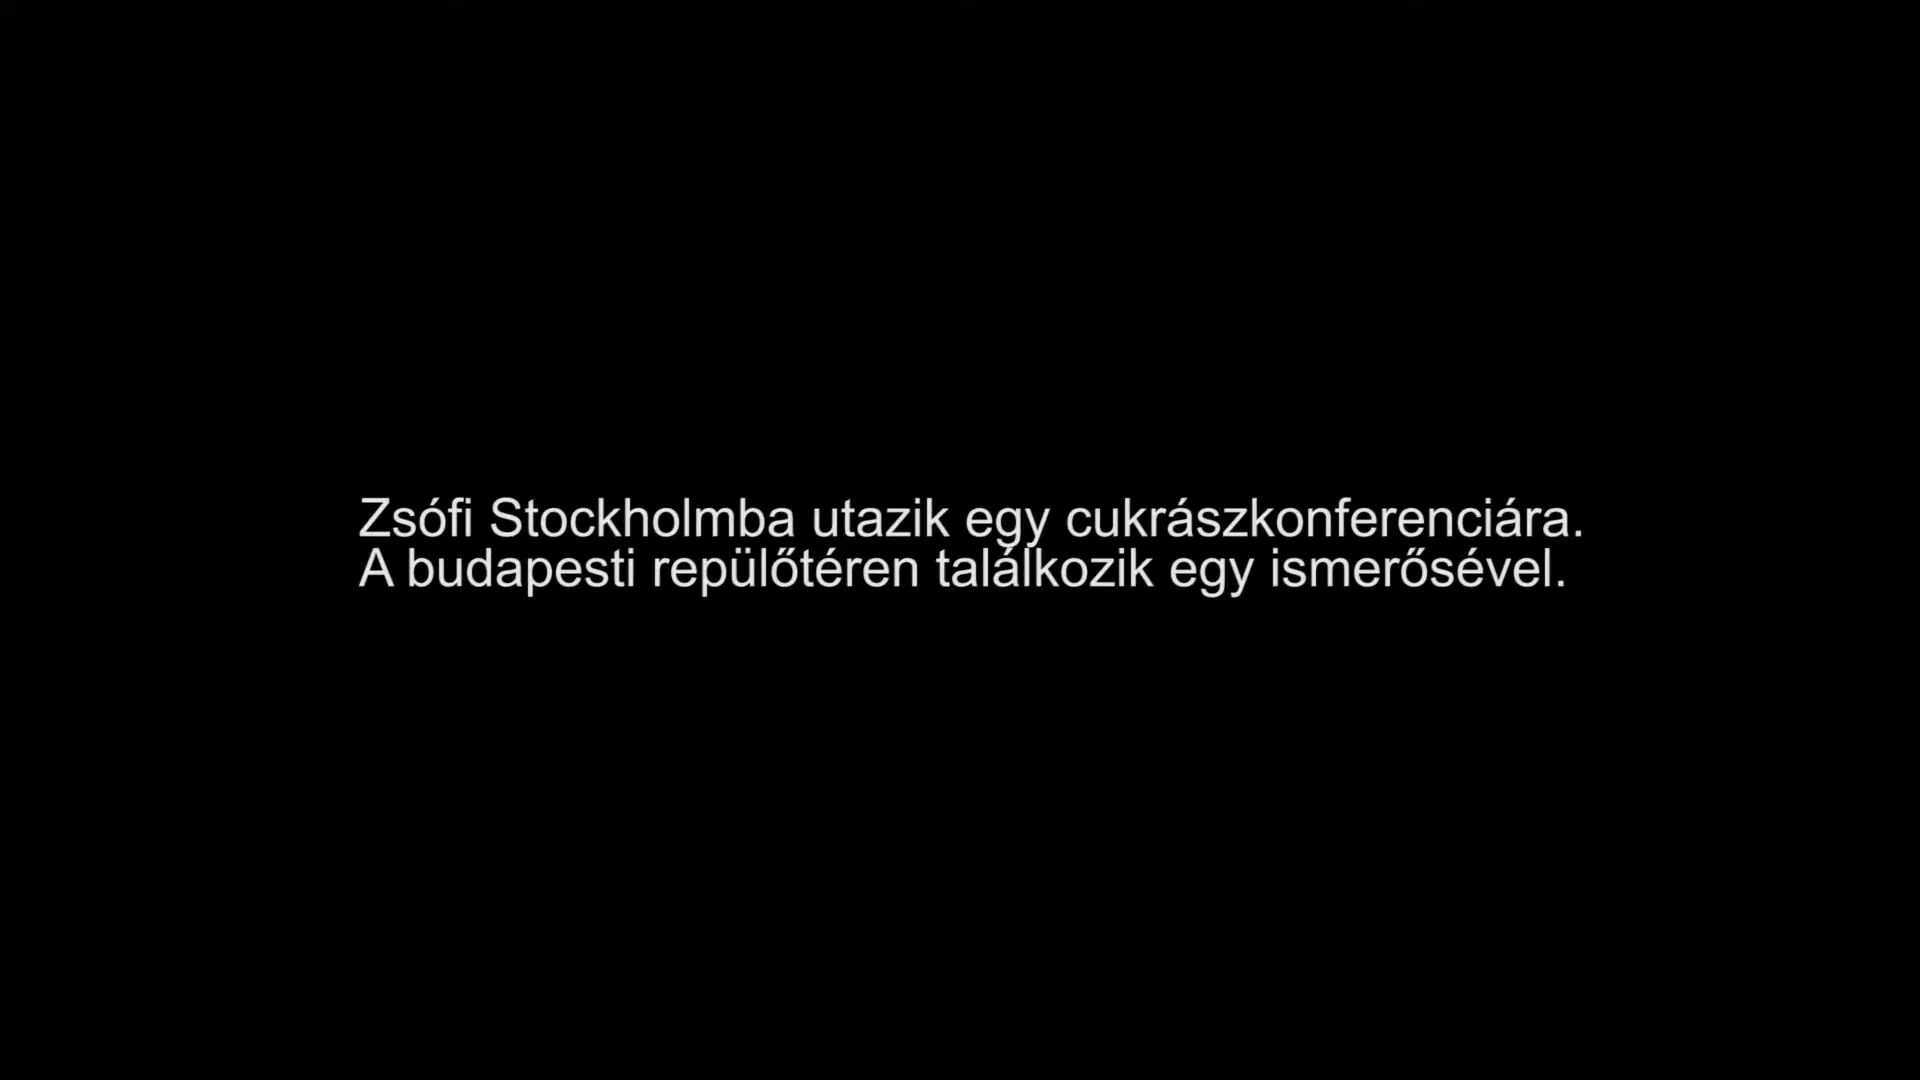 Zsófi Stockholmba utazik egy cukrászkonferenciára.
A budapesti repülőtéren találkozik egy ismerősével.